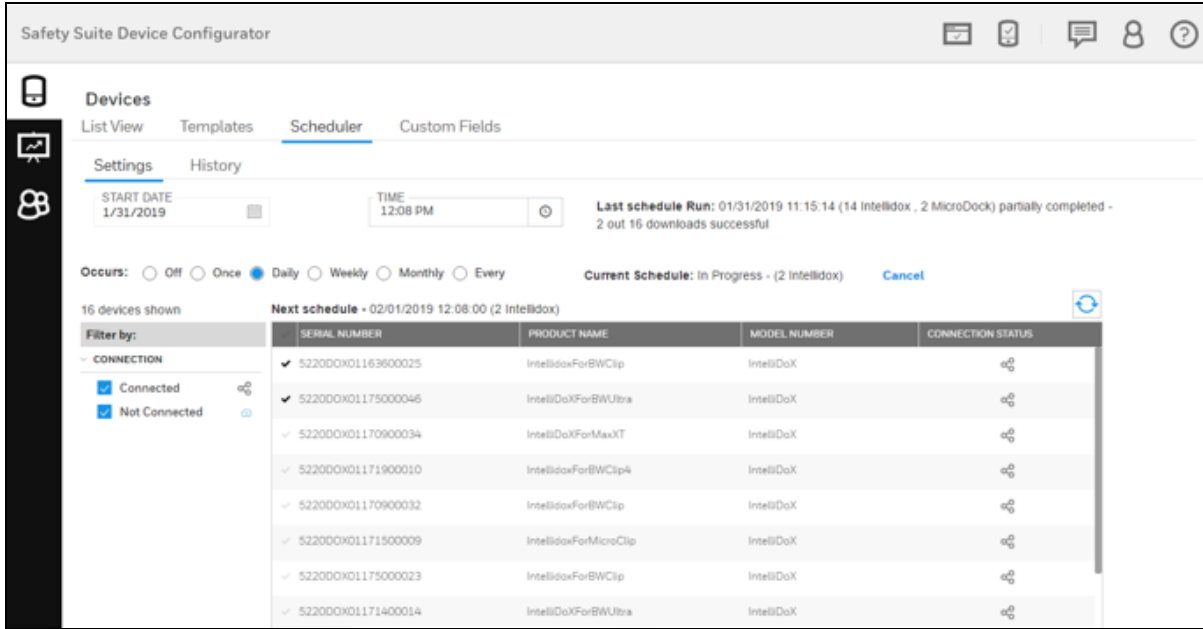 Safety Suite Device Configurator
Devices
List View Templates Scheduler Custom Fields
Settings History
START DATE
1/31/2019
TIME
12:08 PM
Last schedule Run: 01/31/2019 11:15:14 (14 Intellidox , 2 MicroDock) partially completed -
2 out 16 downloads successful
Occurs: Off Once Daily Weekly Monthly Every
Current Schedule: In Progress - (2 Intellidox) Cancel
16 devices shown
Next schedule - 02/01/2019 12:08:00 (2 Intellidox)
Filter by:
CONNECTION
Connected
Not Connected
SERIAL NUMBER PRODUCT NAME MODEL NUMBER CONNECTION STATUS
5220DOX01163600025 IntellidoxForBWClip IntelliDoX
5220DOX01175000046 IntelliDoXForBWUltra IntelliDoX
5220DOX01170900034 IntelliDoXForMaxXT IntelliDoX
5220DOX01171900010 IntellidoxForBWClip4 IntelliDoX
5220DOX01170900032 IntellidoxForBWClip IntelliDoX
5220DOX01171500009 IntellidoxForMicroClip IntelliDoX
5220DOX01175000023 IntellidoxForBWClip IntelliDoX
5220DOX01171400014 IntelliDoXForBWUltra IntelliDoX